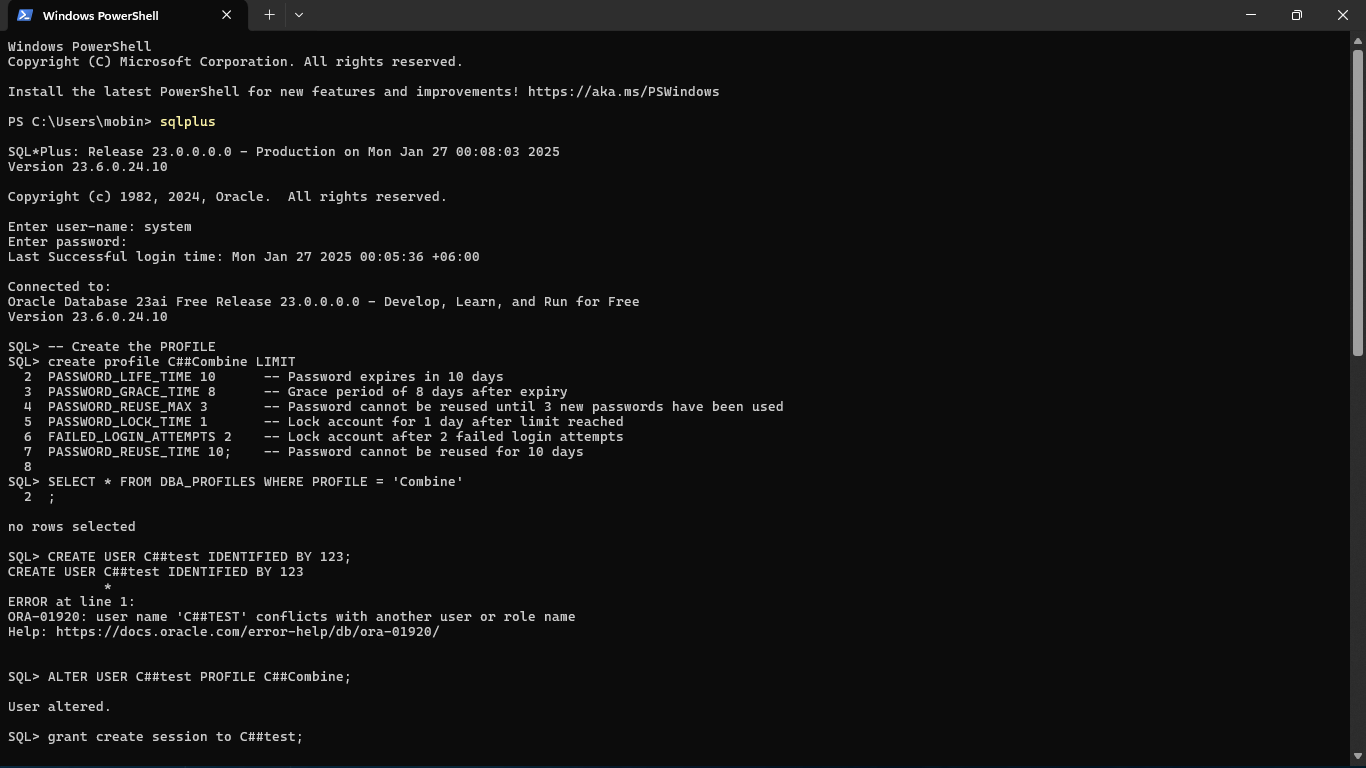 Windows PowerShell
Windows PowerShell
Copyright (C) Microsoft Corporation. All rights reserved.
Install the latest PowerShell for new features and improvements! https://aka.ms/PSWindows
PS C:\Users\mobin> sqlplus
SQL*Plus: Release 23.0.0.0.0 - Production on Mon Jan 27 00:08:03 2025
Version 23.6.0.24.10
Copyright (c) 1982, 2024, Oracle.  All rights reserved.
Enter user-name: system
Enter password:
Last Successful login time: Mon Jan 27 2025 00:05:36 +06:00
Connected to:
Oracle Database 23ai Free Release 23.0.0.0.0 - Develop, Learn, and Run for Free
Version 23.6.0.24.10
SQL> -- Create the PROFILE
SQL> create profile C##Combine LIMIT
  2  PASSWORD_LIFE_TIME 10      -- Password expires in 10 days
  3  PASSWORD_GRACE_TIME 8      -- Grace period of 8 days after expiry
  4  PASSWORD_REUSE_MAX 3       -- Password cannot be reused until 3 new passwords have been used
  5  PASSWORD_LOCK_TIME 1       -- Lock account for 1 day after limit reached
  6  FAILED_LOGIN_ATTEMPTS 2    -- Lock account after 2 failed login attempts
  7  PASSWORD_REUSE_TIME 10;    -- Password cannot be reused for 10 days
  8
SQL> SELECT * FROM DBA_PROFILES WHERE PROFILE = 'Combine'
  2  ;
no rows selected
SQL> CREATE USER C##test IDENTIFIED BY 123;
CREATE USER C##test IDENTIFIED BY 123
            *
ERROR at line 1:
ORA-01920: user name 'C##TEST' conflicts with another user or role name
Help: https://docs.oracle.com/error-help/db/ora-01920/
SQL> ALTER USER C##test PROFILE C##Combine;
User altered.
SQL> grant create session to C##test;